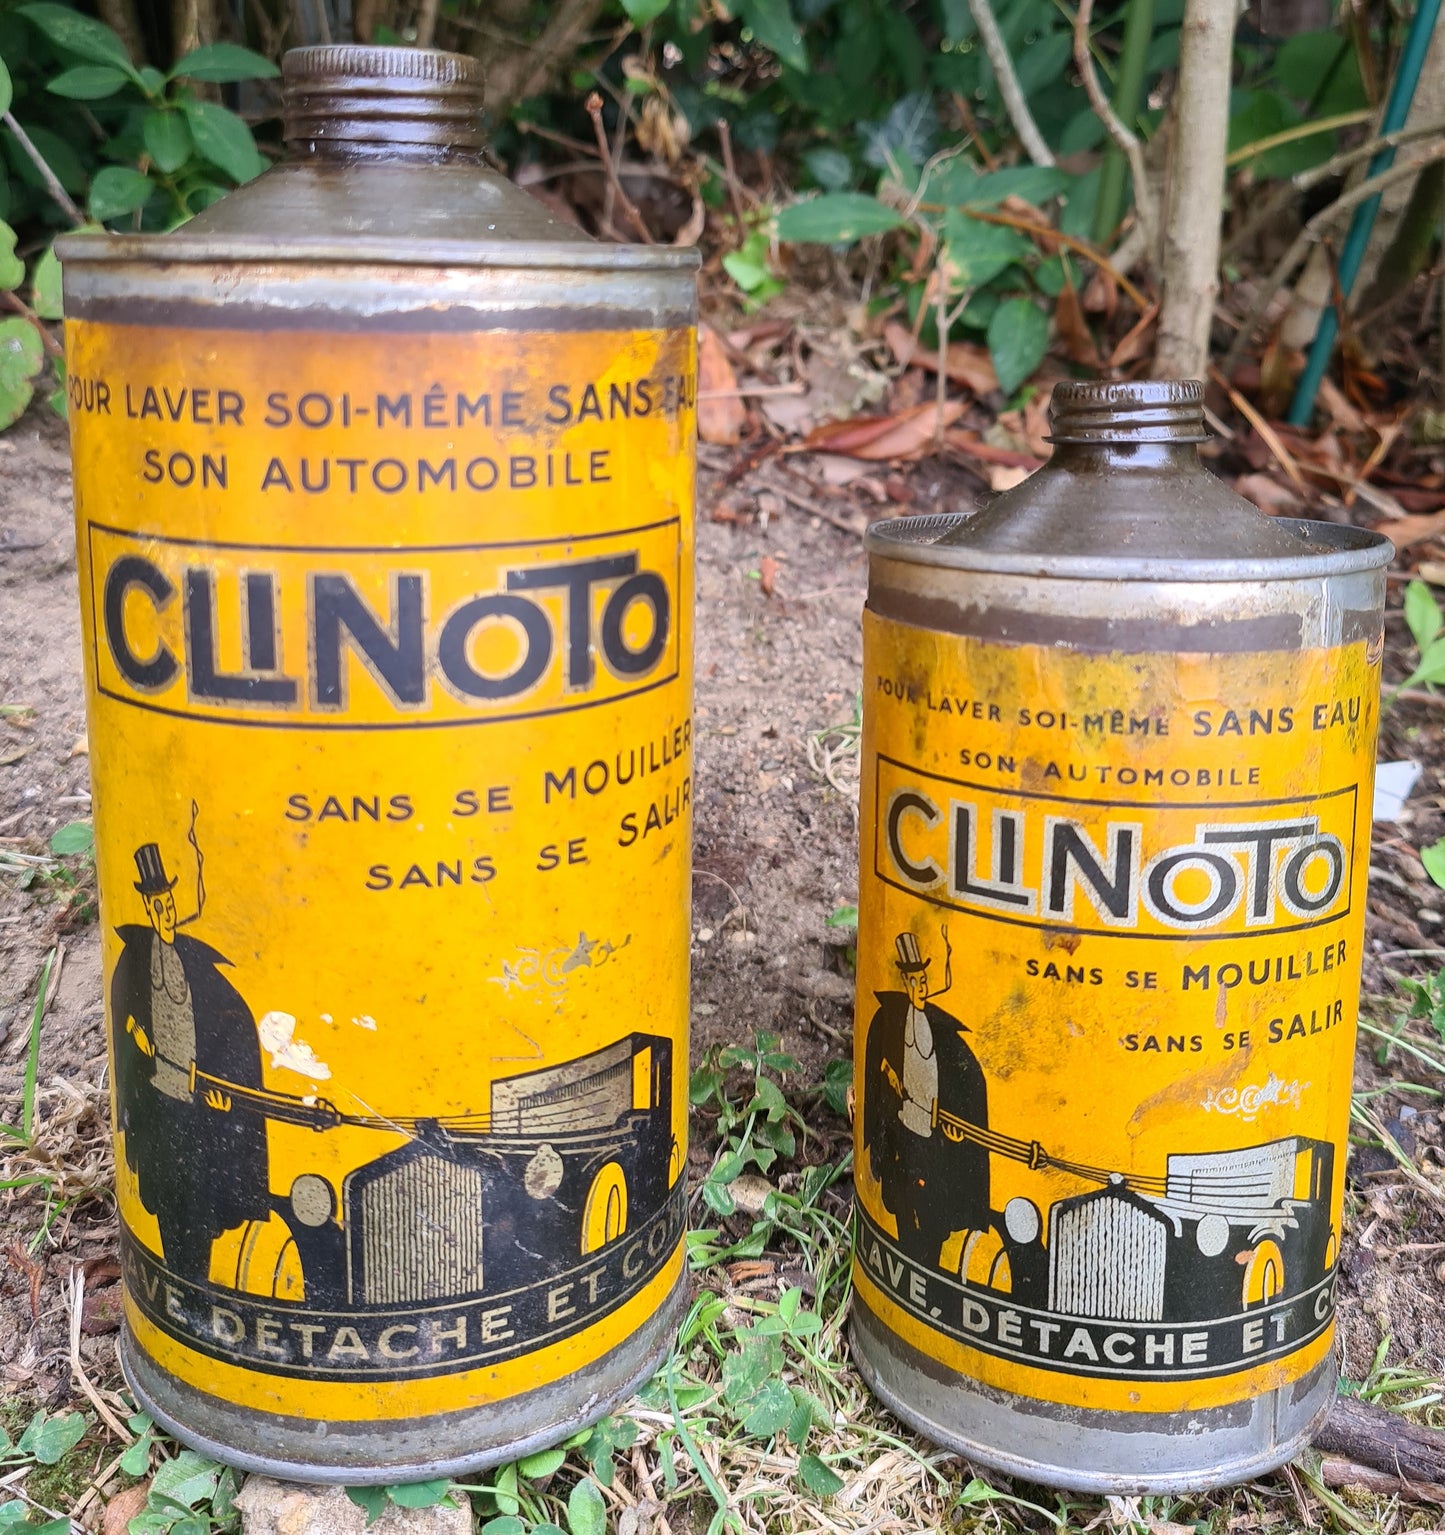 POUR LAVER SOI-MÊME SANS EAU
SON AUTOMOBILE
CLINOTO
SANS SE MOUILLER
SANS SE SALIR
LAVE DÉTACHE ET
POUR LAVER SOI-MÊME SANS EAU
SON AUTOMOBILE
CLINOTO
SANS SE MOUILLER
SANS SE SALIR
LAVE, DÉTACHE ET